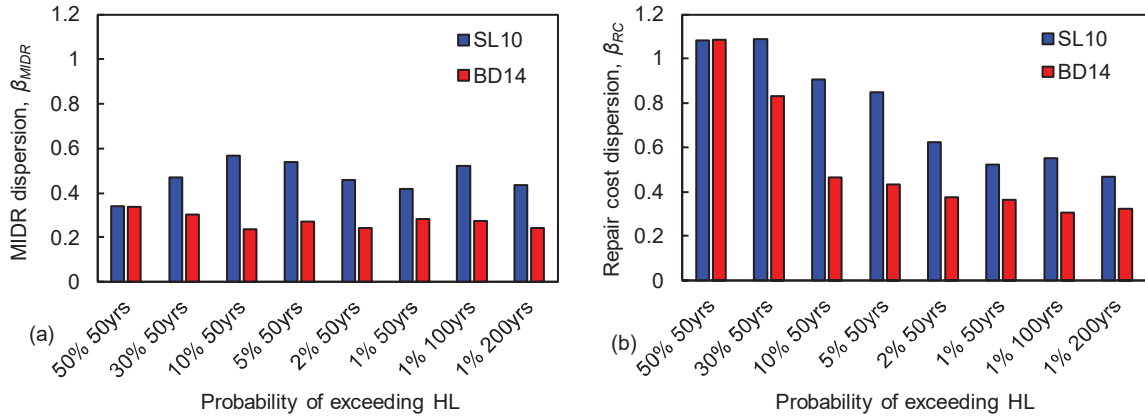 1.2
1
0.8
0.6
0.4
0.2
0
MIDR dispersion, βMIDR
SL10
BD14
50% 50yrs
30% 50yrs
10% 50yrs
5% 50yrs
2% 50yrs
1% 50yrs
1% 100yrs
1% 200yrs
(a)
Probability of exceeding HL
1.2
1
0.8
0.6
0.4
0.2
0
Repair cost dispersion, βRC
SL10
BD14
50% 50yrs
30% 50yrs
10% 50yrs
5% 50yrs
2% 50yrs
1% 50yrs
1% 100yrs
1% 200yrs
(b)
Probability of exceeding HL